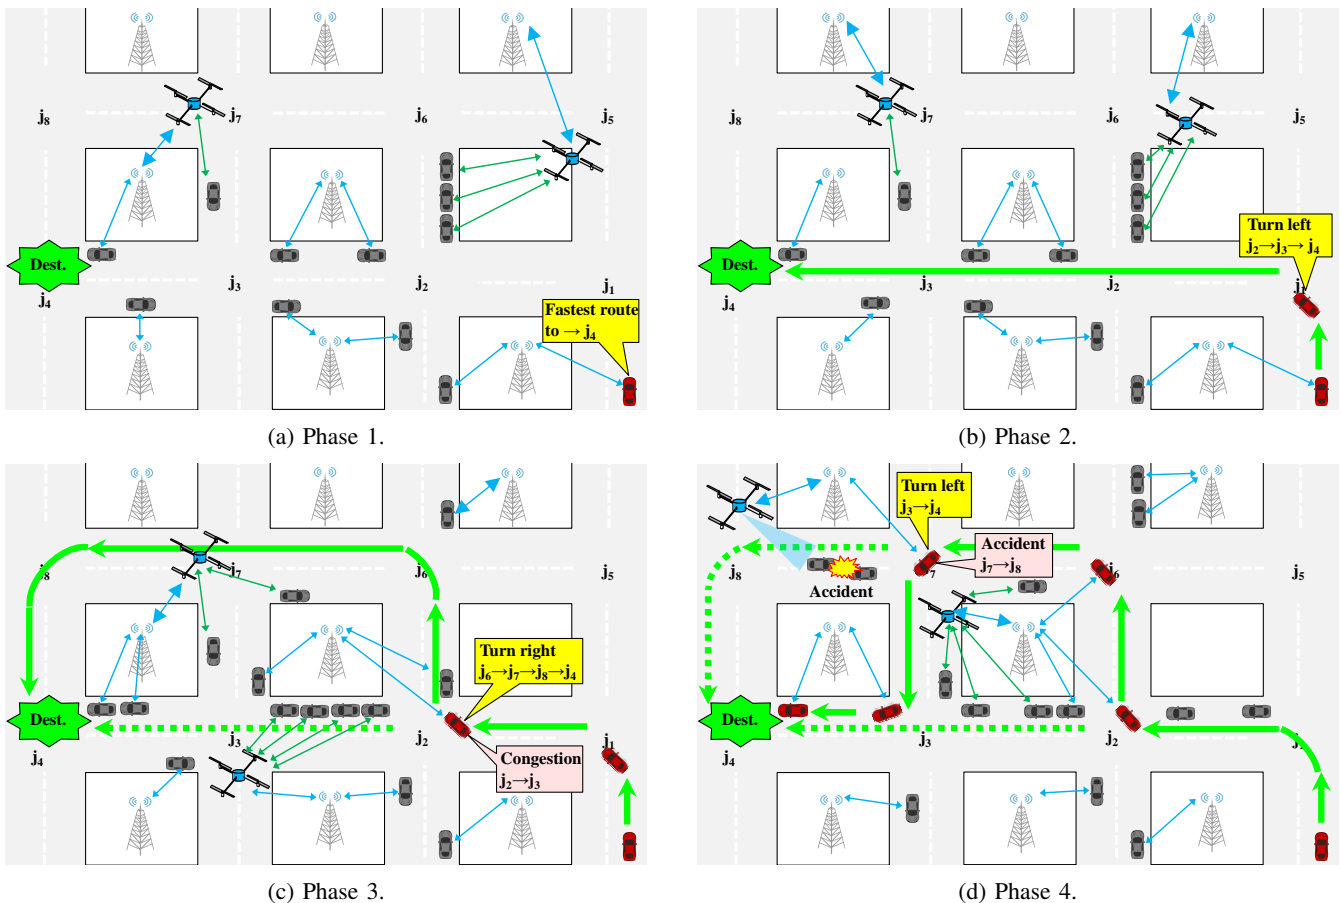 j₈
j₇
j₆
j₅
Dest.
j₄
j₃
j₂
j₁
Fastest route
to → j₄
(a) Phase 1.
j₈
j₇
j₆
j₅
Turn left
j₂→j₃→ j₄
Dest.
j₄
j₃
j₂
(b) Phase 2.
j₈
j₇
j₆
j₅
Turn right
j₆→j₇→j₈→j₄
Dest.
j₄
j₃
j₂
j₁
Congestion
j₂→j₃
(c) Phase 3.
Turn left
j₃→j₄
Accident
j₇→j₈
j₈
j₆
j₅
Accident
Dest.
j₄
j₃
j₂
(d) Phase 4.